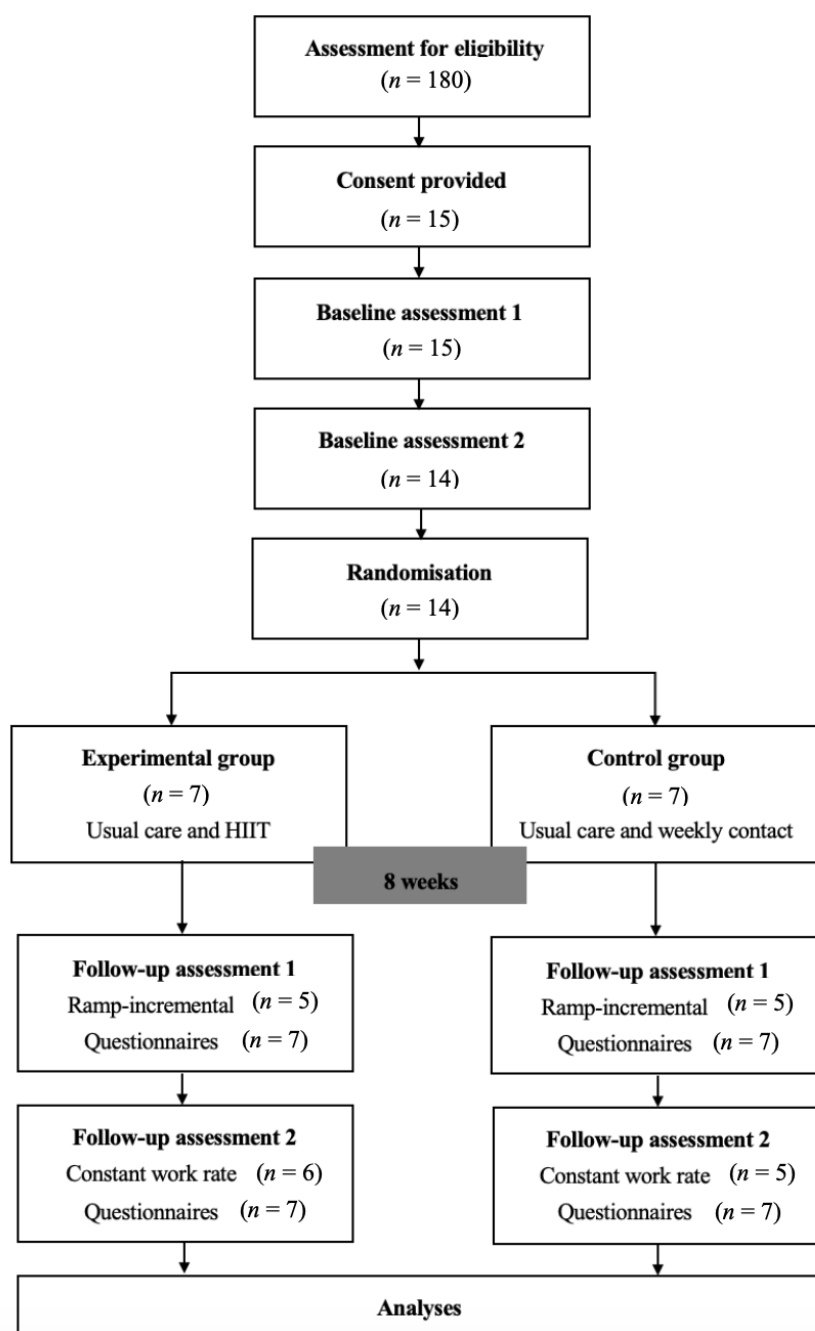 Assessment for eligibility
(n = 180)
Consent provided
(n = 15)
Baseline assessment 1
(n = 15)
Baseline assessment 2
(n = 14)
Randomisation
(n = 14)
Experimental group
(n = 7)
Usual care and HIIT
Control group
(n = 7)
Usual care and weekly contact
8 weeks
Follow-up assessment 1
Ramp-incremental (n = 5)
Questionnaires (n = 7)
Follow-up assessment 1
Ramp-incremental (n = 5)
Questionnaires (n = 7)
Follow-up assessment 2
Constant work rate (n = 6)
Questionnaires (n = 7)
Follow-up assessment 2
Constant work rate (n = 5)
Questionnaires (n = 7)
Analyses